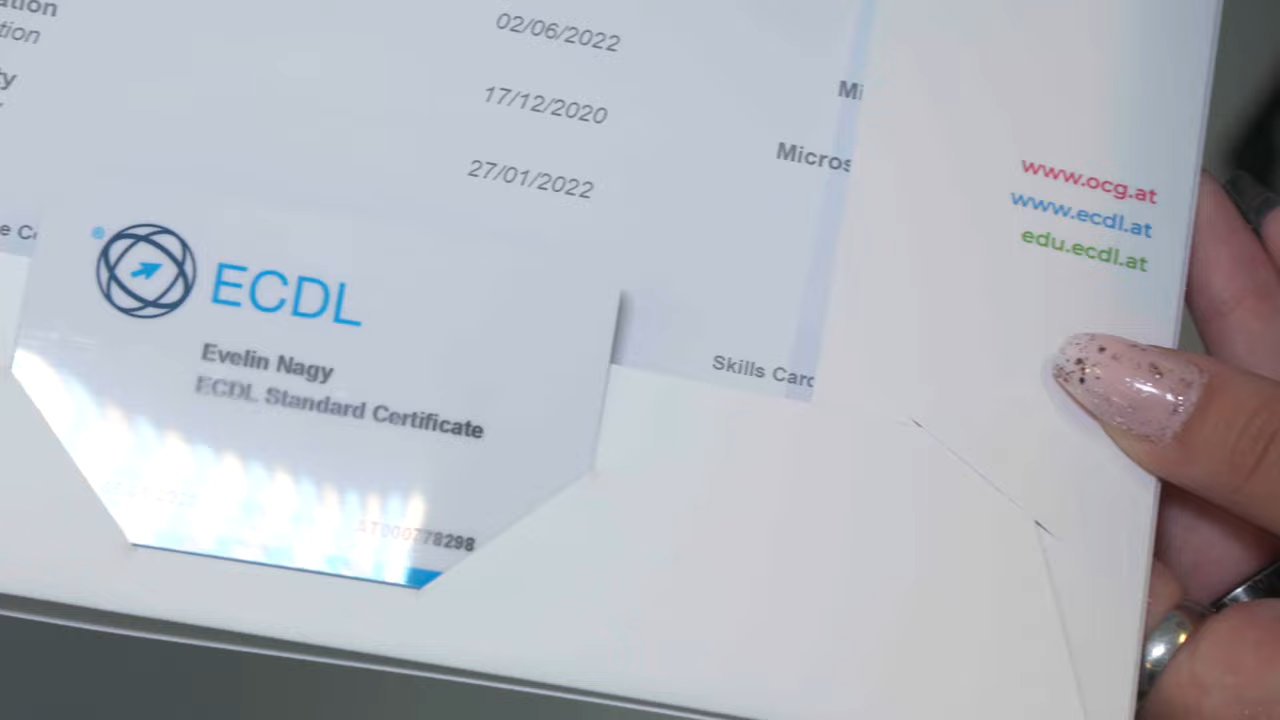 ation
tion
02/06/2022
ty
17/12/2020
Mi
27/01/2022
Micros
www.ocg.at
www.ecdl.at
edu.ecdl.at
e C
® ECDL
Evelin Nagy
ECDL Standard Certificate
Skills Card
AT000778298